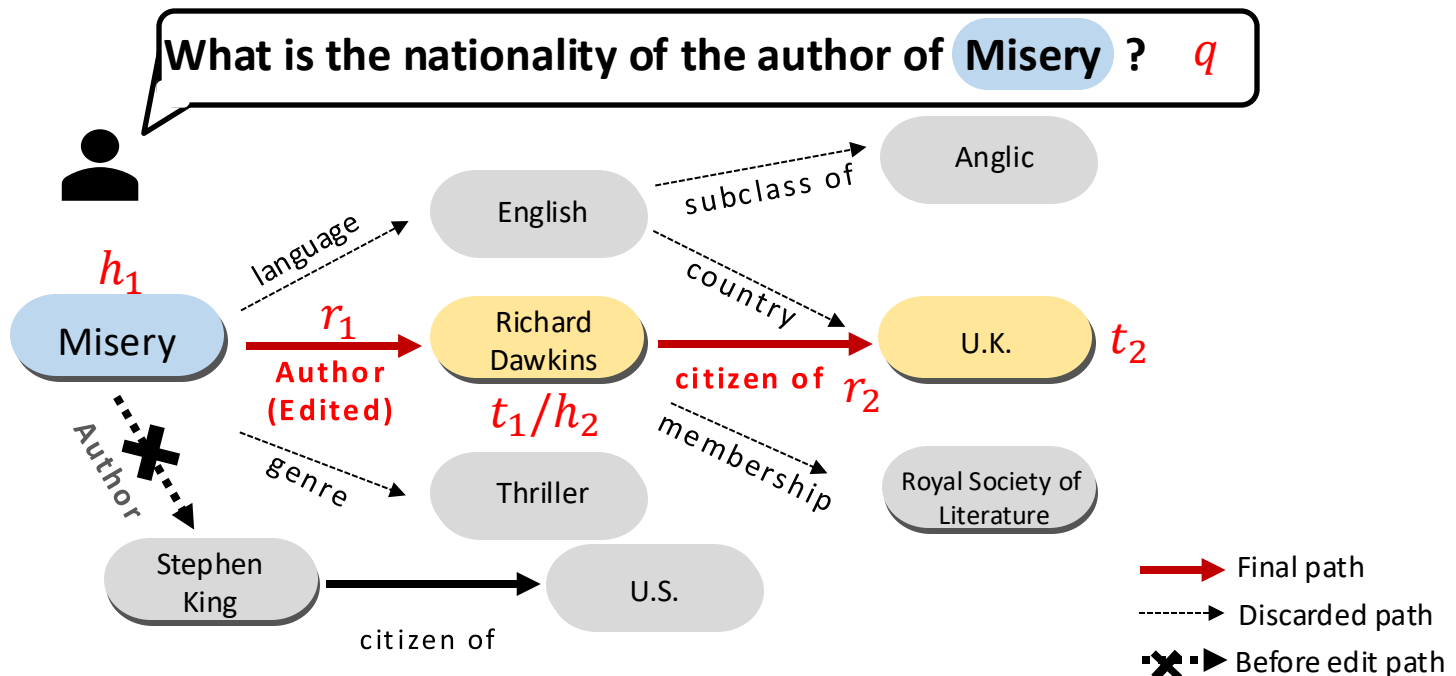 What is the nationality of the author of Misery ? q
Anglic
subclass of
English
language
country
h₁
Misery
r₁
Author
(Edited)
Richard
Dawkins
t₁/h₂
citizen of r₂
U.K.
t₂
Author
genre
Thriller
membership
Royal Society of
Literature
Stephen
King
citizen of
U.S.
Final path
Discarded path
Before edit path